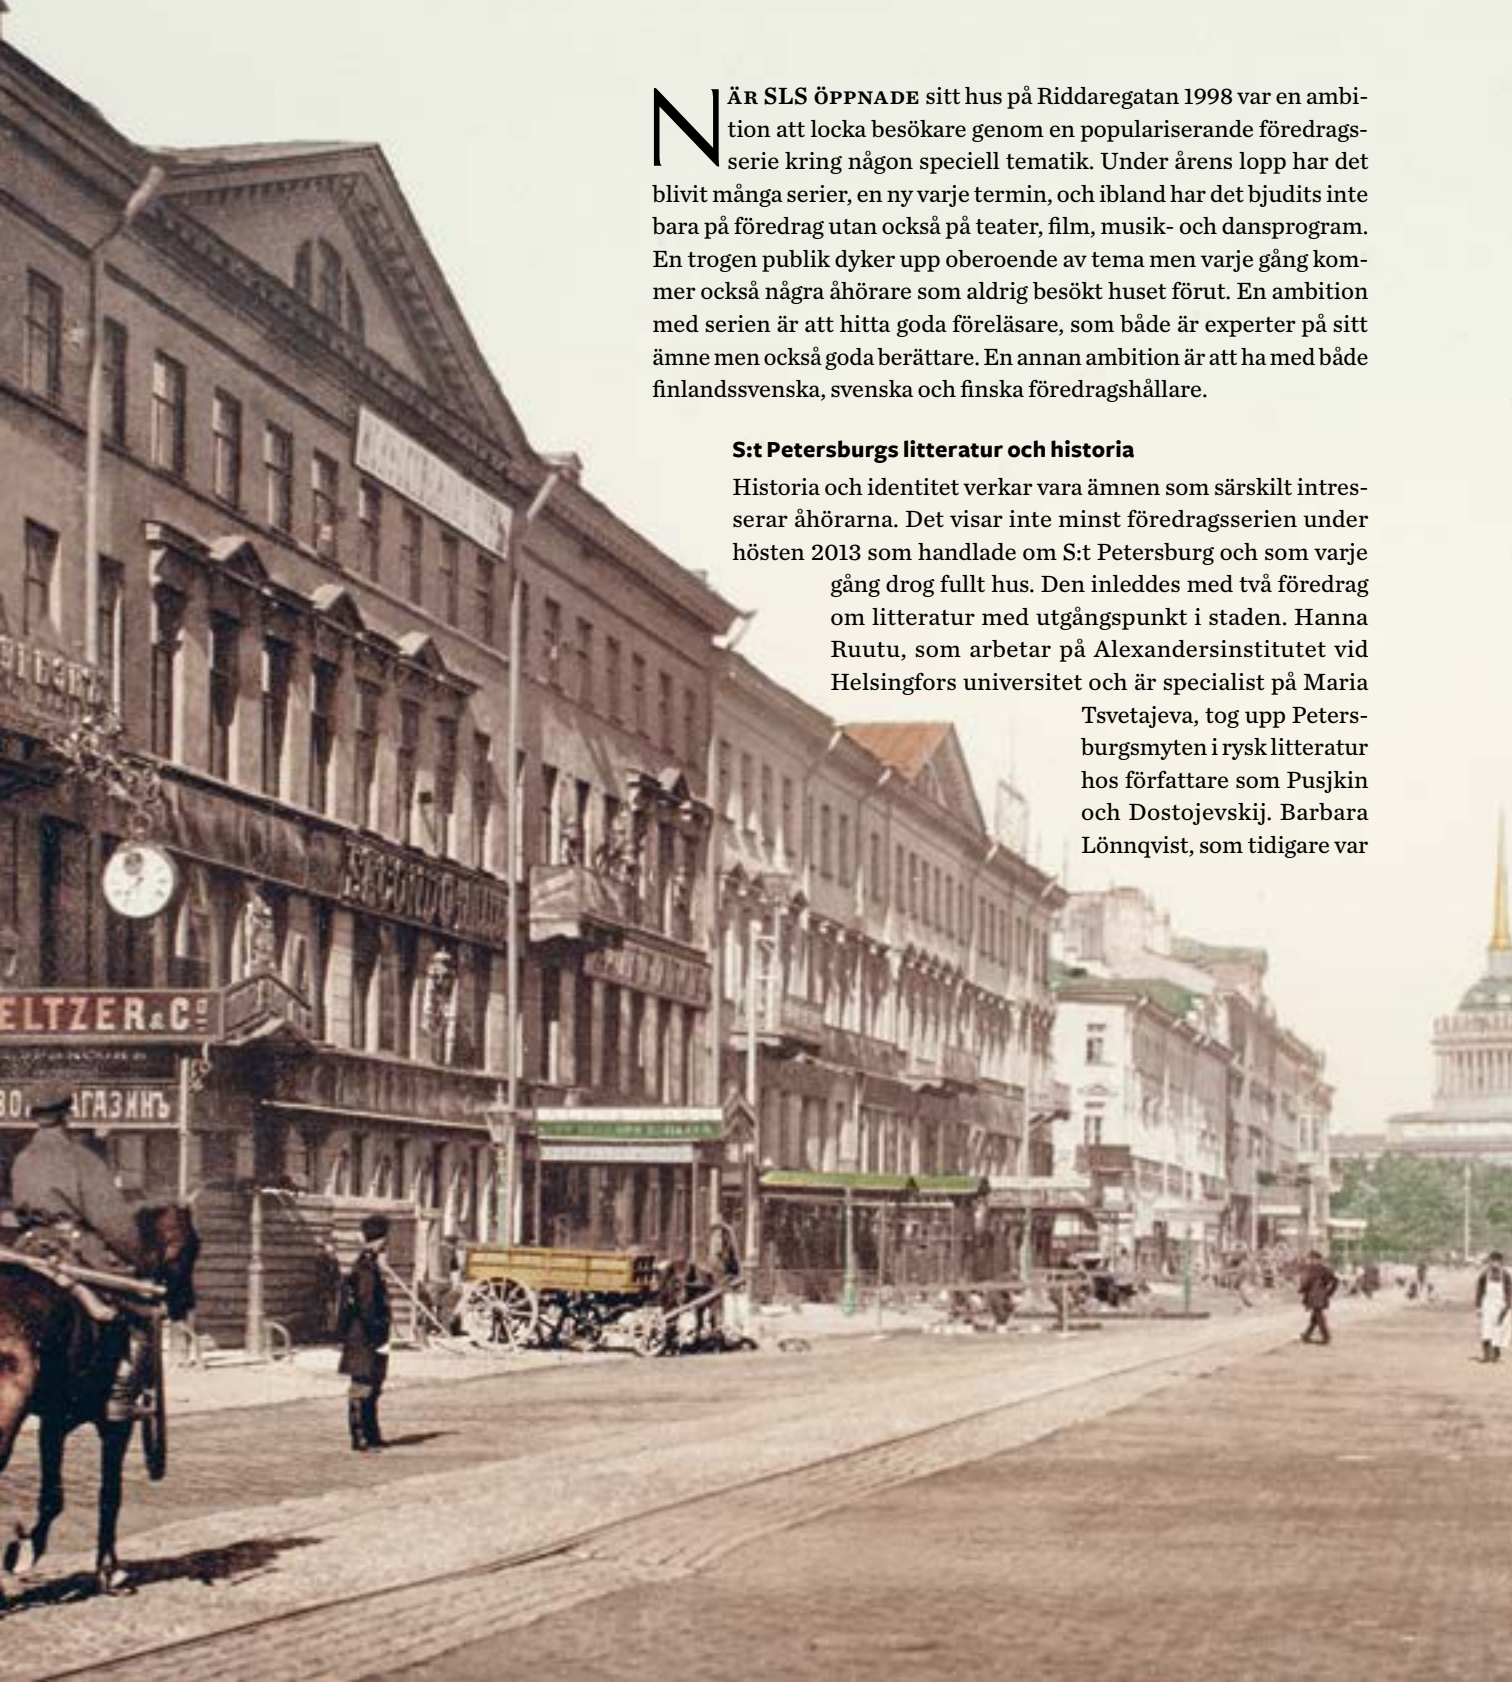 NÄR SLS ÖPPNADE sitt hus på Riddaregatan 1998 var en ambi-
tion att locka besökare genom en populariserande föredrags-
serie kring någon speciell tematik. Under årens lopp har det
blivit många serier, en ny varje termin, och ibland har det bjudits inte
bara på föredrag utan också på teater, film, musik- och dansprogram.
En trogen publik dyker upp oberoende av tema men varje gång kom-
mer också några åhörare som aldrig besökt huset förut. En ambition
med serien är att hitta goda föreläsare, som både är experter på sitt
ämne men också goda berättare. En annan ambition är att ha med både
finlandssvenska, svenska och finska föredragshållare.
S:t Petersburgs litteratur och historia
Historia och identitet verkar vara ämnen som särskilt intres-
serar åhörarna. Det visar inte minst föredragsserien under
hösten 2013 som handlade om S:t Petersburg och som varje
gång drog fullt hus. Den inleddes med två föredrag
om litteratur med utgångspunkt i staden. Hanna
Ruutu, som arbetar på Alexandersinstitutet vid
Helsingfors universitet och är specialist på Maria
Tsvetajeva, tog upp Peters-
burgsmyten i rysk litteratur
hos författare som Pusjkin
och Dostojevskij. Barbara
Lönnqvist, som tidigare var
ELTZER & Co
АГАЗИНЪ